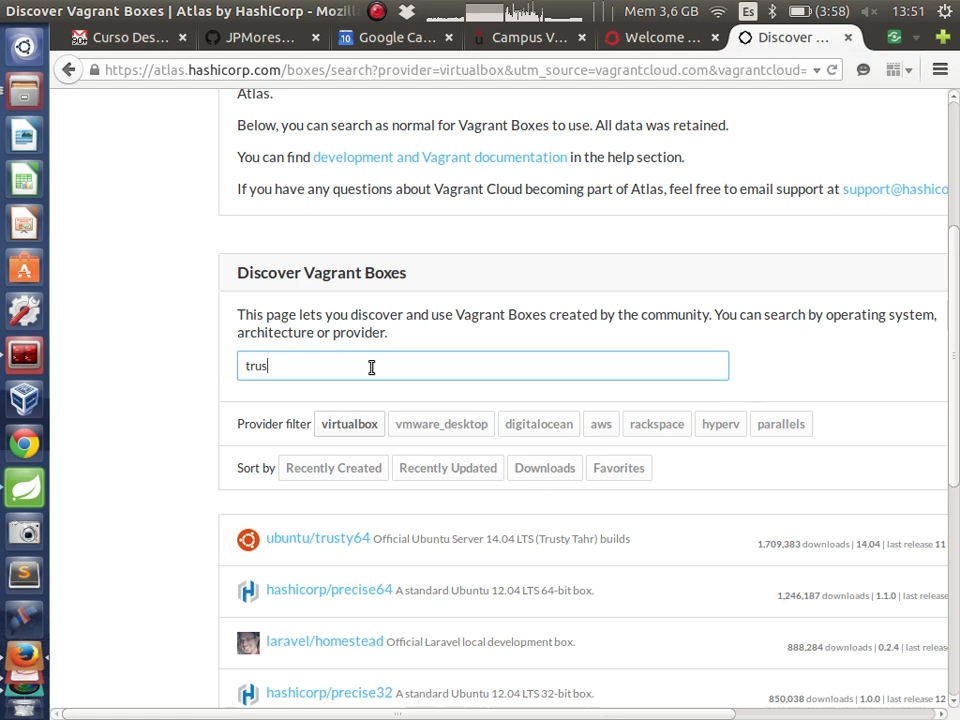 Discover Vagrant Boxes | Atlas by HashiCorp - Mozil
Mem 3,6 GB Es (3:58) 13:51
90+ Curso Des... × JPMores... × 10 Google Ca... × Campus V... × Welcome ... × Discover ... ×
https://atlas.hashicorp.com/boxes/search?provider=virtualbox&utm_source=vagrantcloud.com&vagrantcloud=
Atlas.
Below, you can search as normal for Vagrant Boxes to use. All data was retained.
You can find development and Vagrant documentation in the help section.
If you have any questions about Vagrant Cloud becoming part of Atlas, feel free to email support at support@hashico
Discover Vagrant Boxes
This page lets you discover and use Vagrant Boxes created by the community. You can search by operating system,
architecture or provider.
trus
Provider filter virtualbox vmware_desktop digitalocean aws rackspace hyperv parallels
Sort by Recently Created Recently Updated Downloads Favorites
ubuntu/trusty64 Official Ubuntu Server 14.04 LTS (Trusty Tahr) builds
1,709,383 downloads | 14.04 | last release 11
hashicorp/precise64 A standard Ubuntu 12.04 LTS 64-bit box.
1,246,187 downloads | 1.1.0 | last release
laravel/homestead Official Laravel local development box.
888,284 downloads | 0.2.4 | last release
hashicorp/precise32 A standard Ubuntu 12.04 LTS 32-bit box.
850,038 downloads | 1.0.0 | last release 12